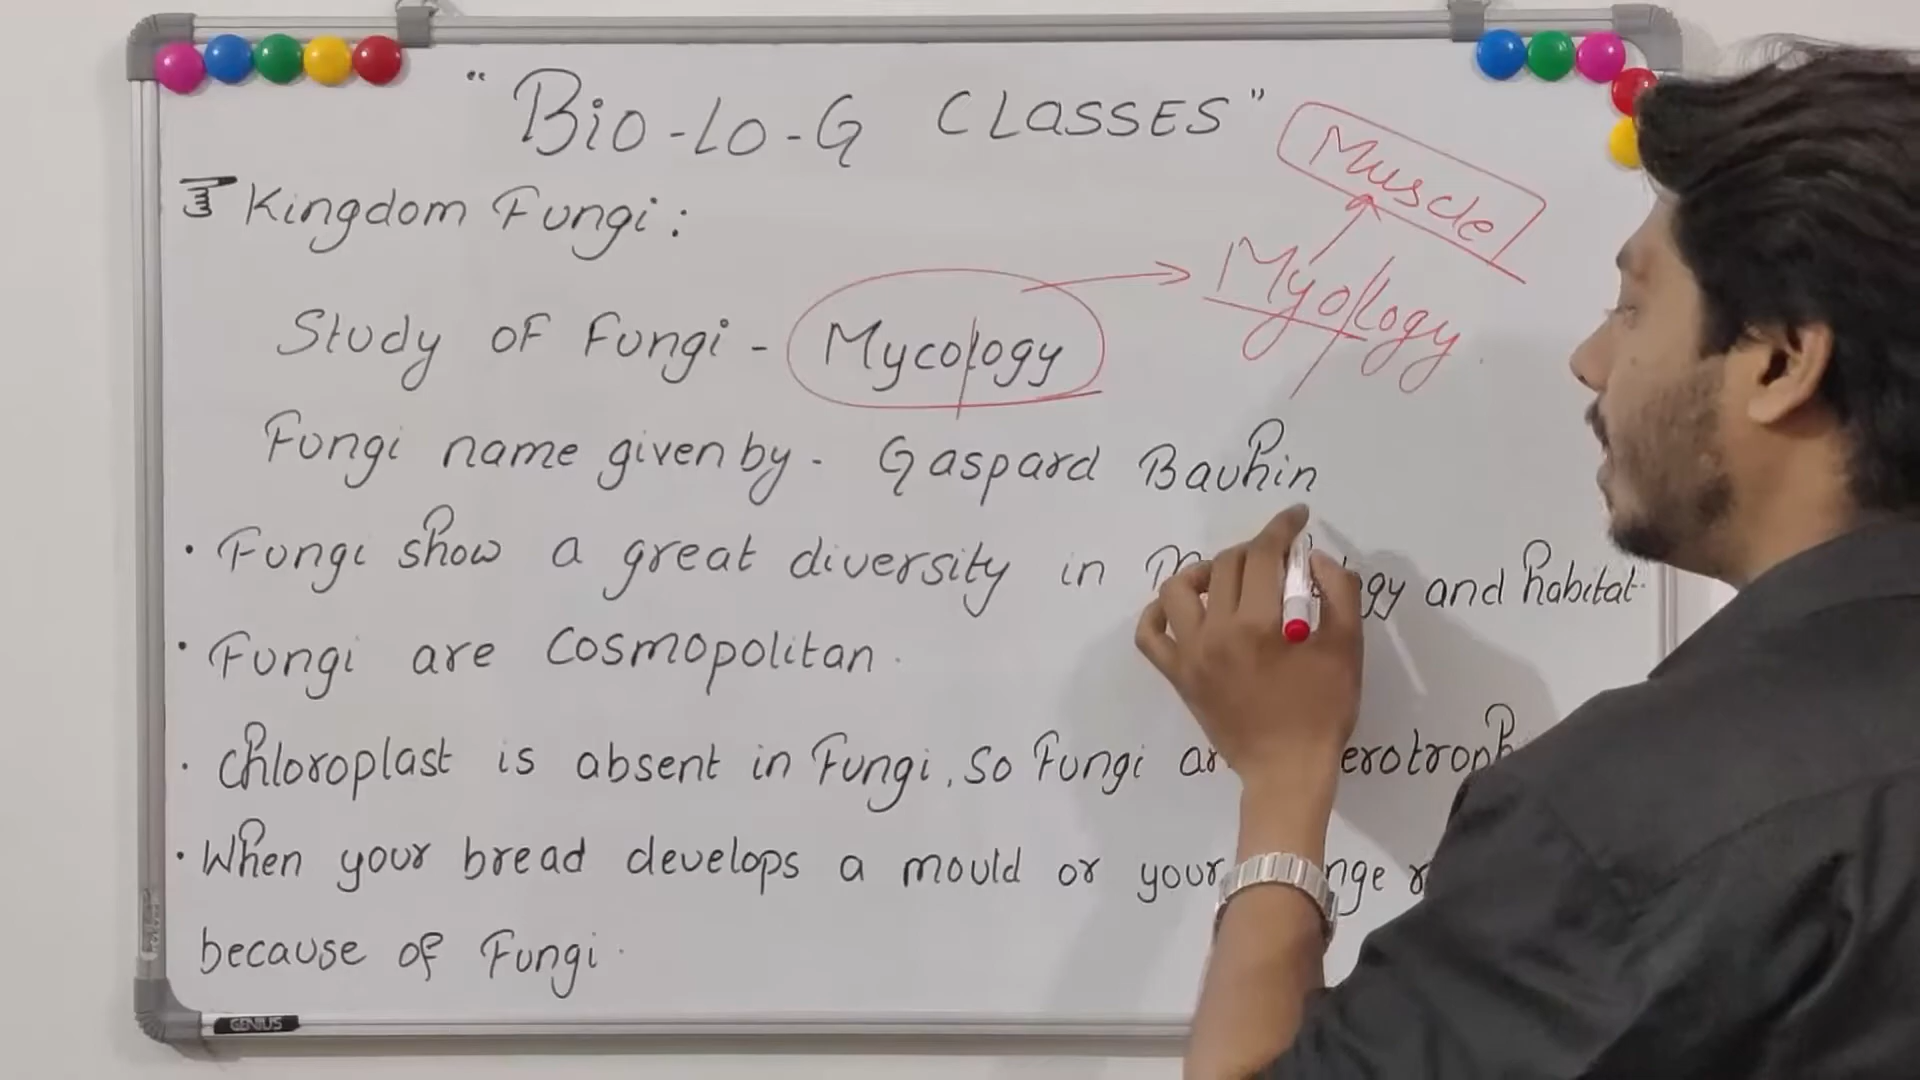 "Bio-Lo-G CLASSES"
Muscle
Kingdom Fungi:
Myology
Study of Fungi - Mycology
Fungi name given by - Gaspard Bauhin
• Fungi show a great diversity in and habitat.
• Fungi are Cosmopolitan.
• Chloroplast is absent in Fungi, so Fungi
• When your bread develops a mould or your
because of Fungi.
GENIUS